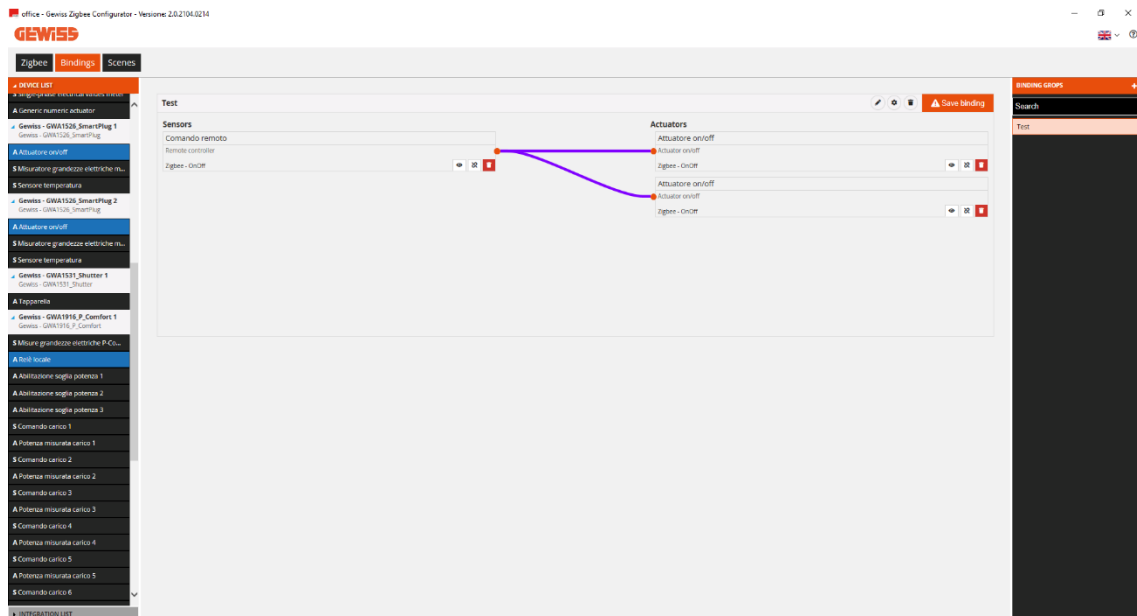 office - Gewiss Zigbee Configurator - Versione: 2.0.2104.0214
GEWISS
Zigbee Bindings Scenes
DEVICE LIST
S Single-phase electrical values meter
A Generic numeric actuator
Gewiss - GWA1526_SmartPlug 1
Gewiss - GWA1526_SmartPlug
A Attuatore on/off
S Misuratore grandezze elettriche m...
S Sensore temperatura
Gewiss - GWA1526_SmartPlug 2
Gewiss - GWA1526_SmartPlug
A Attuatore on/off
S Misuratore grandezze elettriche m...
S Sensore temperatura
Gewiss - GWA1531_Shutter 1
Gewiss - GWA1531_Shutter
A Tapparella
Gewiss - GWA1916_P_Comfort 1
Gewiss - GWA1916_P_Comfort
S Misure grandezze elettriche P-Co...
A Relè locale
A Abilitazione soglia potenza 1
A Abilitazione soglia potenza 2
A Abilitazione soglia potenza 3
S Comando carico 1
A Potenza misurata carico 1
S Comando carico 2
A Potenza misurata carico 2
S Comando carico 3
A Potenza misurata carico 3
S Comando carico 4
A Potenza misurata carico 4
S Comando carico 5
A Potenza misurata carico 5
S Comando carico 6
INTEGRATION LIST
Test
Save binding
Sensors
Comando remoto
Remote controller
Zigbee - OnOff
Actuators
Attuatore on/off
Actuator on/off
Zigbee - OnOff
Attuatore on/off
Actuator on/off
Zigbee - OnOff
BINDING GROPS +
Search
Test